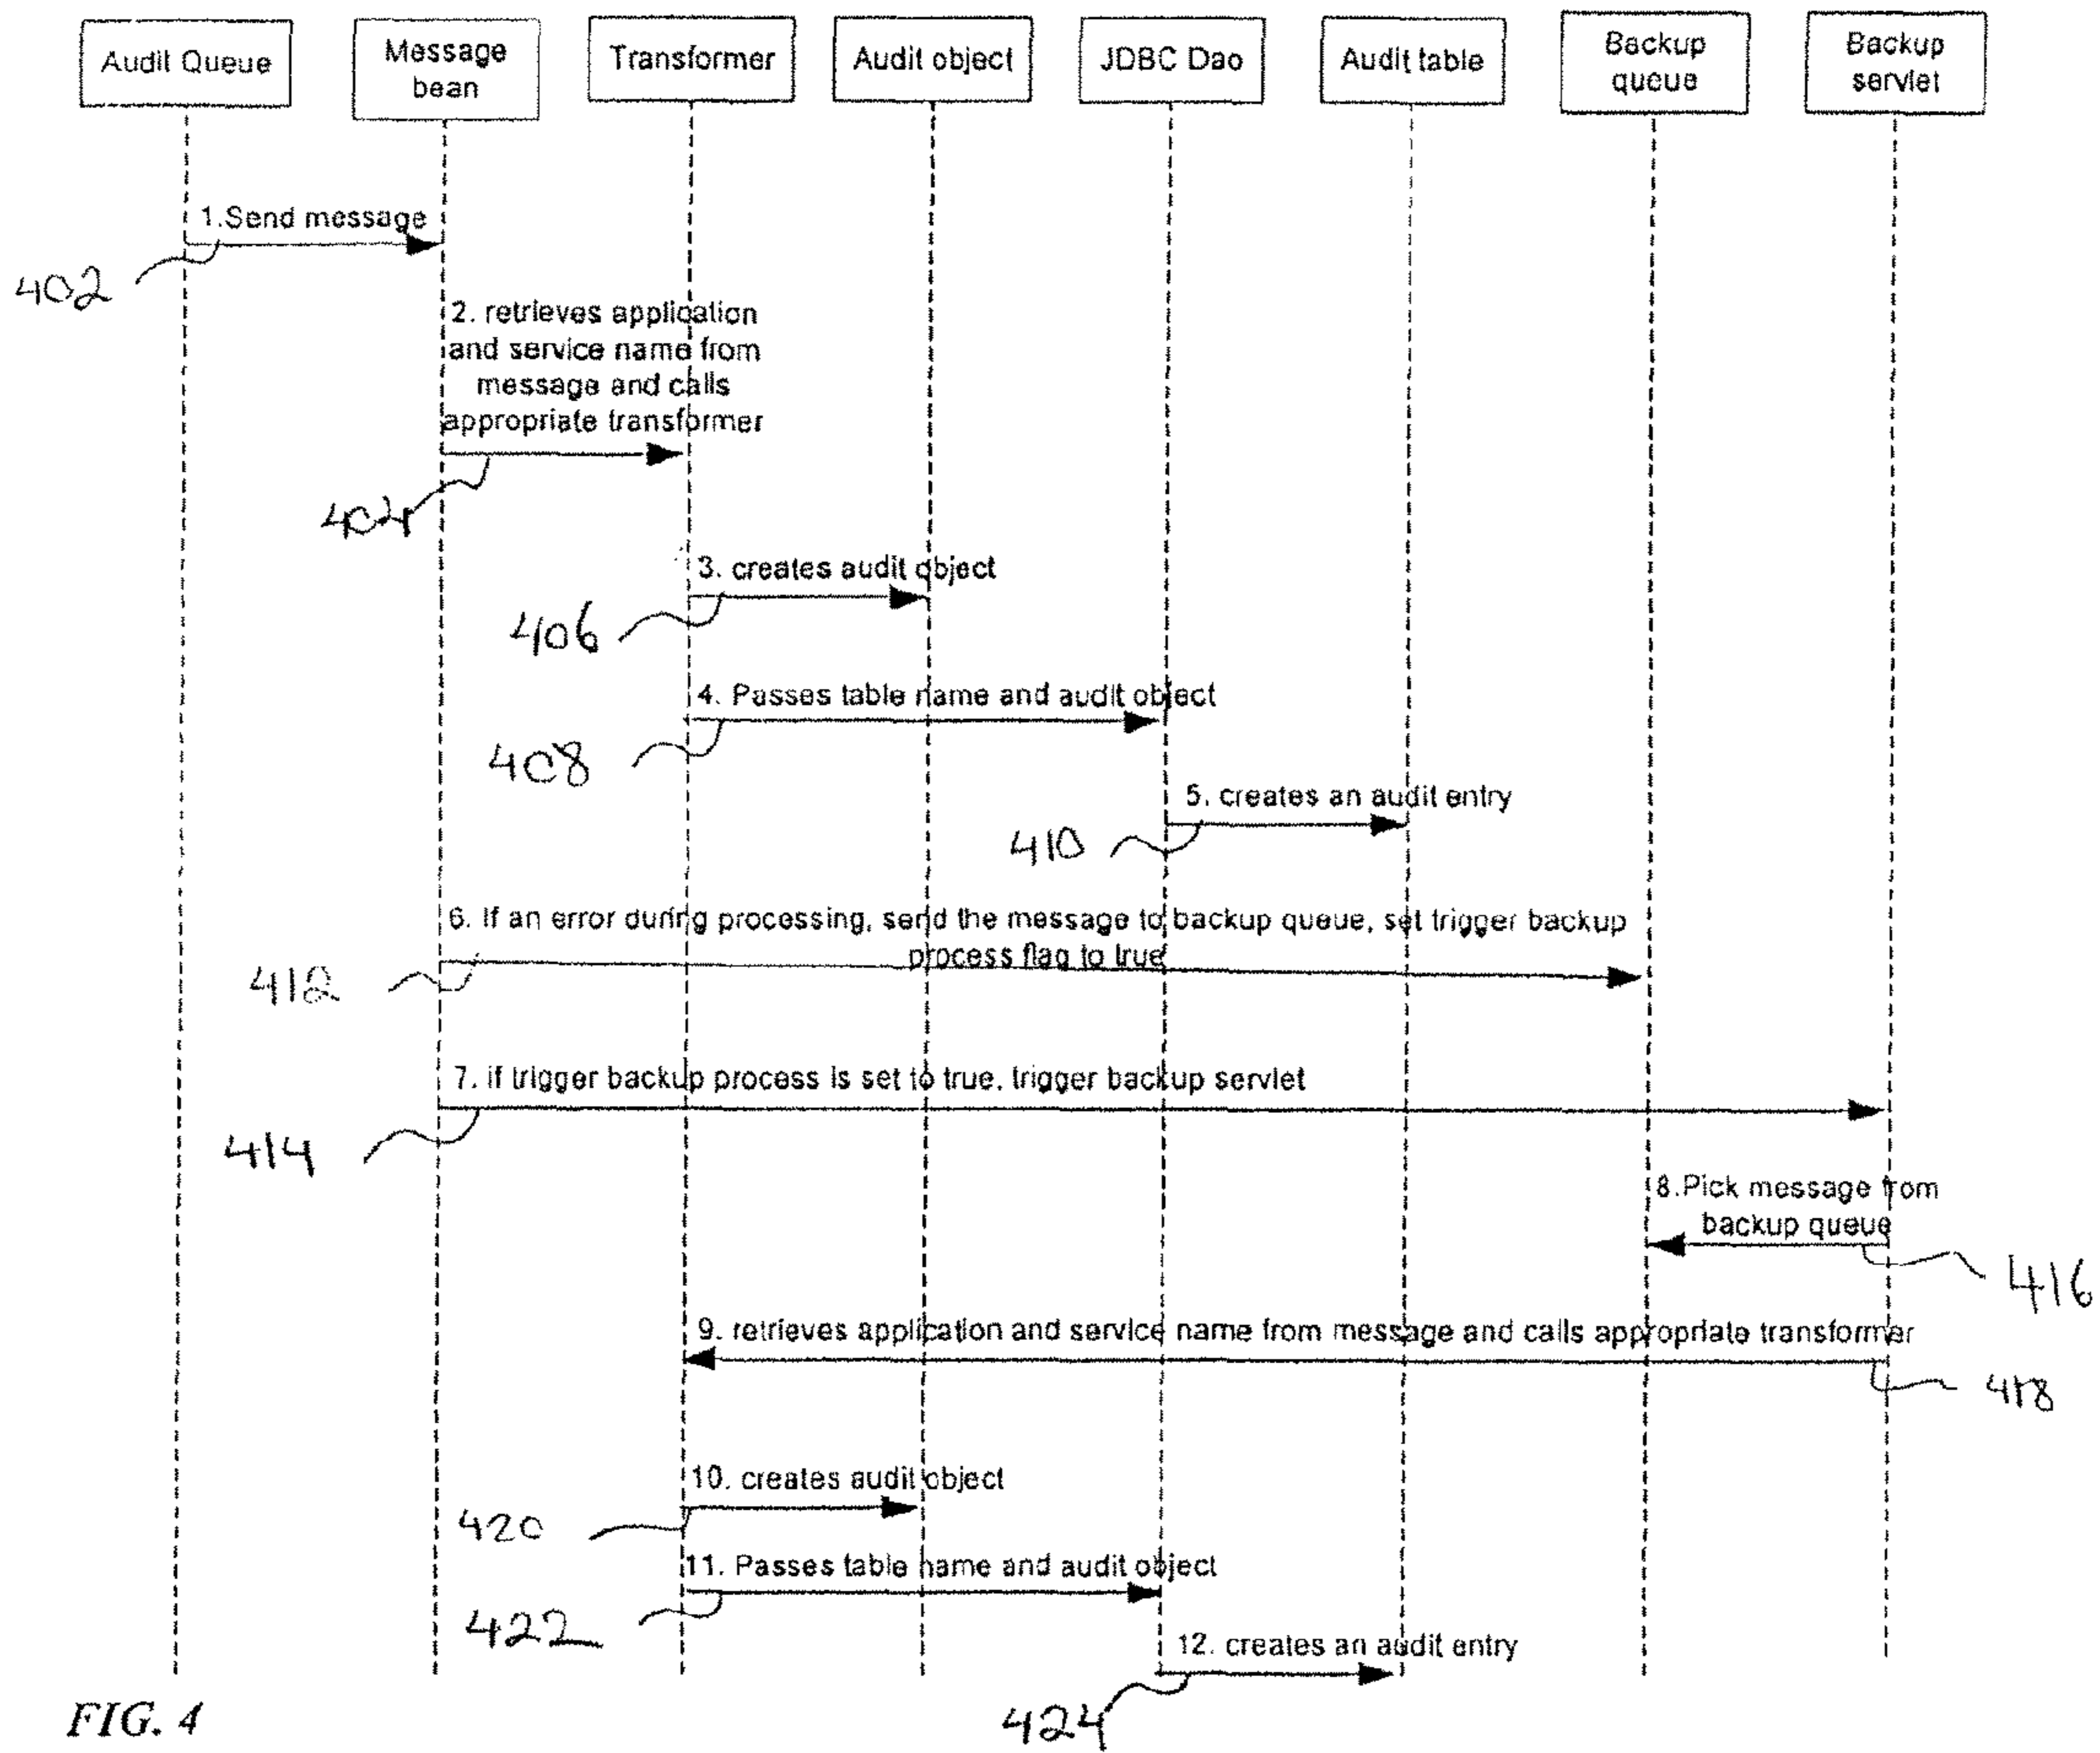 Audit Queue
Message
bean
Transformer
Audit object
JDBC Dao
Audit table
Backup
queue
Backup
servlet
1.Send message
402
2. retrieves application
and service name from
message and calls
appropriate transformer
404
3. creates audit object
406
4. Passes table name and audit object
408
5. creates an audit entry
410
6. If an error during processing, send the message to backup queue, set trigger backup
process flag to true
412
7. if trigger backup process is set to true, trigger backup servlet
414
8.Pick message from
backup queue
416
9. retrieves application and service name from message and calls appropriate transformer
418
10. creates audit object
420
11. Passes table name and audit object
422
12. creates an audit entry
424
FIG. 4